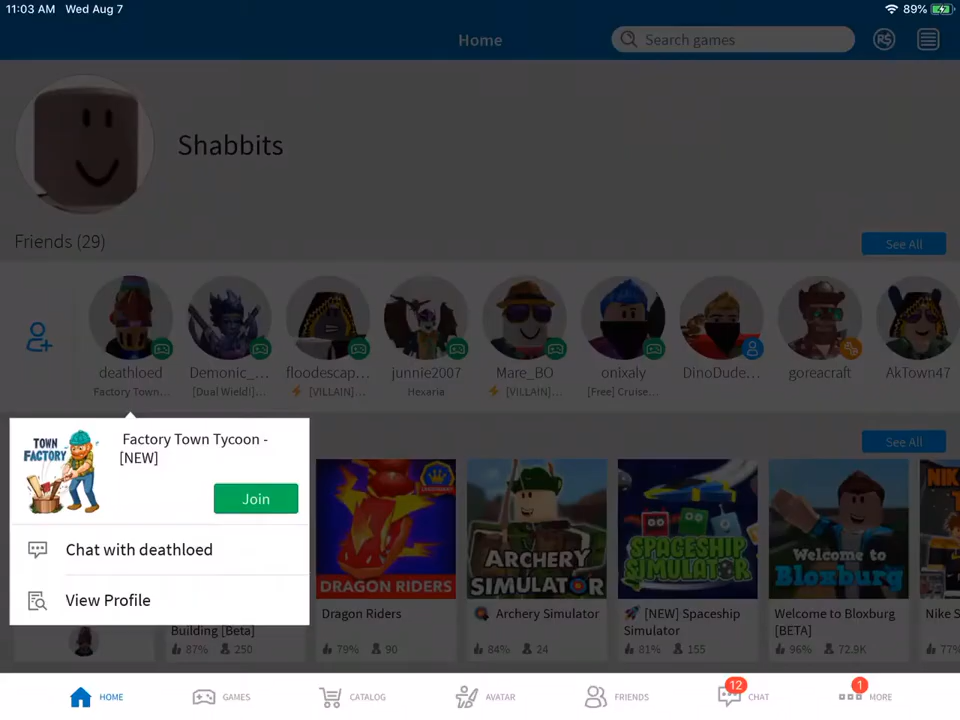 11:03 AM Wed Aug 7
89%
Home
Search games
R$
Shabbits
Friends (29)
See All
deathloed
Demonic_...
floodescap...
junnie2007
Mare_BO
onixaly
DinoDude...
goreacraft
AkTown47
Factory Town...
[Dual Wield!]...
⚡ [VILLAIN]...
Hexaria
⚡ [VILLAIN]...
[Free] Cruise...
See All
TOWN
FACTORY
Factory Town Tycoon -
[NEW]
Join
Chat with deathloed
View Profile
DRAGON RIDERS
ARCHERY
SIMULATOR
SPACESHIP
SIMULATOR
Welcome to
Bloxburg
NIK
Building [Beta]
87% 250
Dragon Riders
79% 90
Archery Simulator
84% 24
🚀 [NEW] Spaceship
Simulator
81% 155
Welcome to Bloxburg
[BETA]
96% 72.9K
Nike S
77%
HOME
GAMES
CATALOG
AVATAR
FRIENDS
12
CHAT
1
MORE